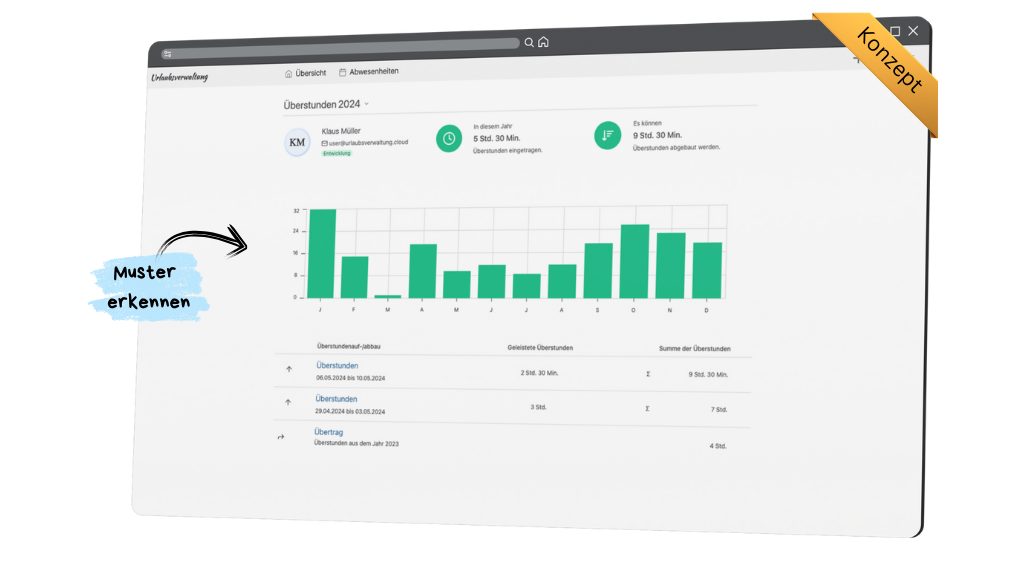 Konzept
Urlaubsverwaltung
Übersicht
Abwesenheiten
Überstunden 2024
KM
Klaus Müller
user@urlaubsverwaltung.cloud
Entwicklung
In diesem Jahr
5 Std. 30 Min.
Überstunden eingetragen.
Es können
9 Std. 30 Min.
Überstunden abgebaut werden.
32
24
16
8
0
J F M A M J J A S O N D
Muster
erkennen
Überstundenauf-/abbau Geleistete Überstunden Summe der Überstunden
Überstunden
06.05.2024 bis 10.05.2024
2 Std. 30 Min. Σ 9 Std. 30 Min.
Überstunden
29.04.2024 bis 03.05.2024
3 Std. Σ 7 Std.
Übertrag
Überstunden aus dem Jahr 2023
4 Std.